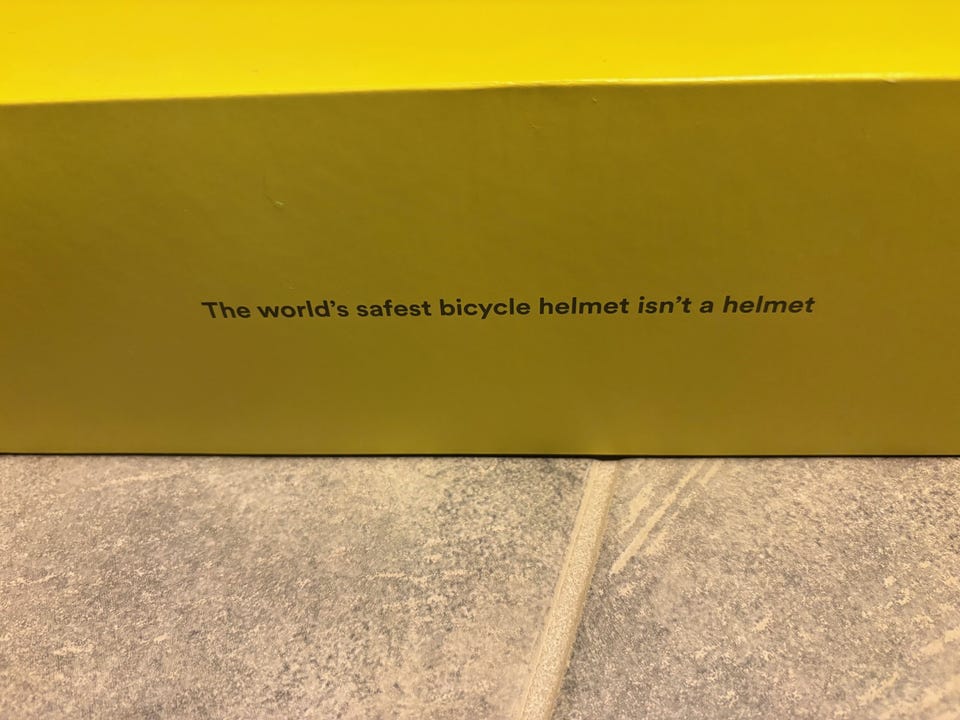 The world’s safest bicycle helmet isn’t a helmet